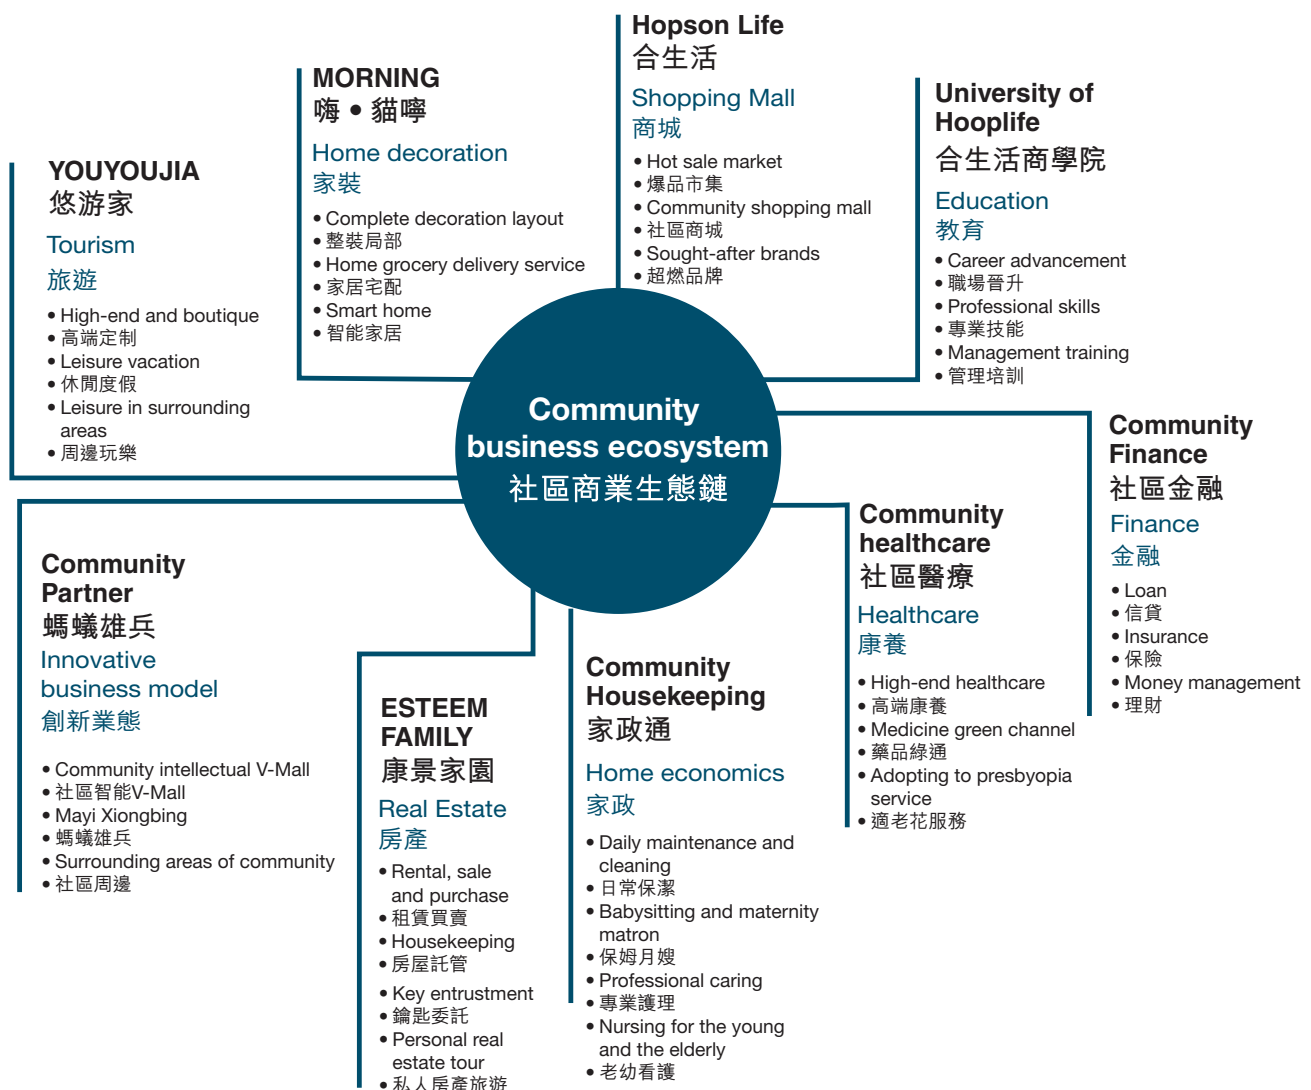 Hopson Life
合生活
Shopping Mall
商城
• Hot sale market
• 爆品市集
• Community shopping mall
• 社區商城
• Sought-after brands
• 超燃品牌
MORNING
嗨 • 貓嚀
Home decoration
家裝
• Complete decoration layout
• 整裝局部
• Home grocery delivery service
• 家居宅配
• Smart home
• 智能家居
University of
Hooplife
合生活商學院
Education
教育
• Career advancement
• 職場晉升
• Professional skills
• 專業技能
• Management training
• 管理培訓
YOUYOUJIA
悠游家
Tourism
旅遊
• High-end and boutique
• 高端定制
• Leisure vacation
• 休閒度假
• Leisure in surrounding
areas
• 周邊玩樂
Community
business ecosystem
社區商業生態鏈
Community
Finance
社區金融
Finance
金融
• Loan
• 信貸
• Insurance
• 保險
• Money management
• 理財
Community
healthcare
社區醫療
Healthcare
康養
• High-end healthcare
• 高端康養
• Medicine green channel
• 藥品綠通
• Adopting to presbyopia
service
• 適老花服務
Community
Partner
螞蟻雄兵
Innovative
business model
創新業態
• Community intellectual V-Mall
• 社區智能V-Mall
• Mayi Xiongbing
• 螞蟻雄兵
• Surrounding areas of community
• 社區周邊
ESTEEM
FAMILY
康景家園
Real Estate
房產
• Rental, sale
and purchase
• 租賃買賣
• Housekeeping
• 房屋託管
• Key entrustment
• 鑰匙委託
• Personal real
estate tour
• 私人房產旅遊
Community
Housekeeping
家政通
Home economics
家政
• Daily maintenance and
cleaning
• 日常保潔
• Babysitting and maternity
matron
• 保姆月嫂
• Professional caring
• 專業護理
• Nursing for the young
and the elderly
• 老幼看護